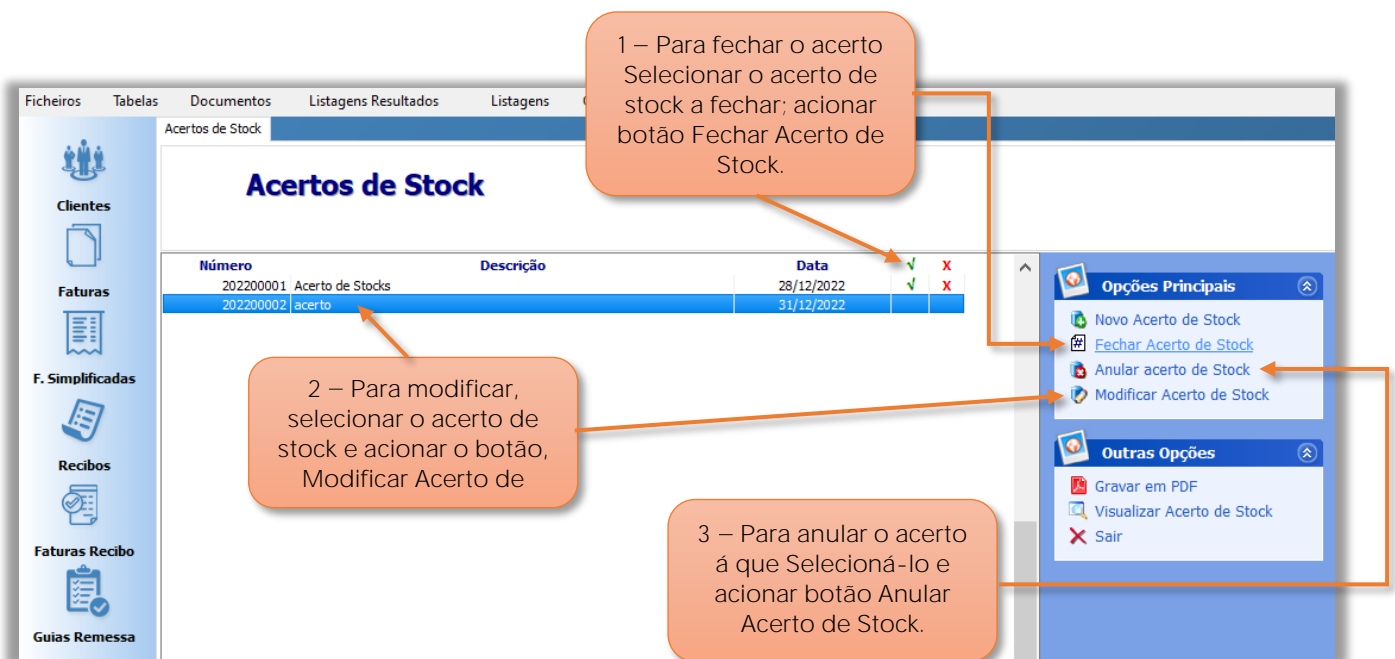 1 – Para fechar o acerto
Selecionar o acerto de
stock a fechar; acionar
botão Fechar Acerto de
Stock.
Ficheiros Tabelas Documentos Listagens Resultados Listagens
Acertos de Stock
Acertos de Stock
Clientes
Faturas
F. Simplificadas
Recibos
Faturas Recibo
Guias Remessa
Número Descrição Data √ X
202200001 Acerto de Stocks 28/12/2022 √ X
202200002 acerto 31/12/2022
2 – Para modificar,
selecionar o acerto de
stock e acionar o botão,
Modificar Acerto de
3 – Para anular o acerto
á que Selecioná-lo e
acionar botão Anular
Acerto de Stock.
Opções Principais
Novo Acerto de Stock
# Fechar Acerto de Stock
Anular acerto de Stock
Modificar Acerto de Stock
Outras Opções
Gravar em PDF
Visualizar Acerto de Stock
Sair